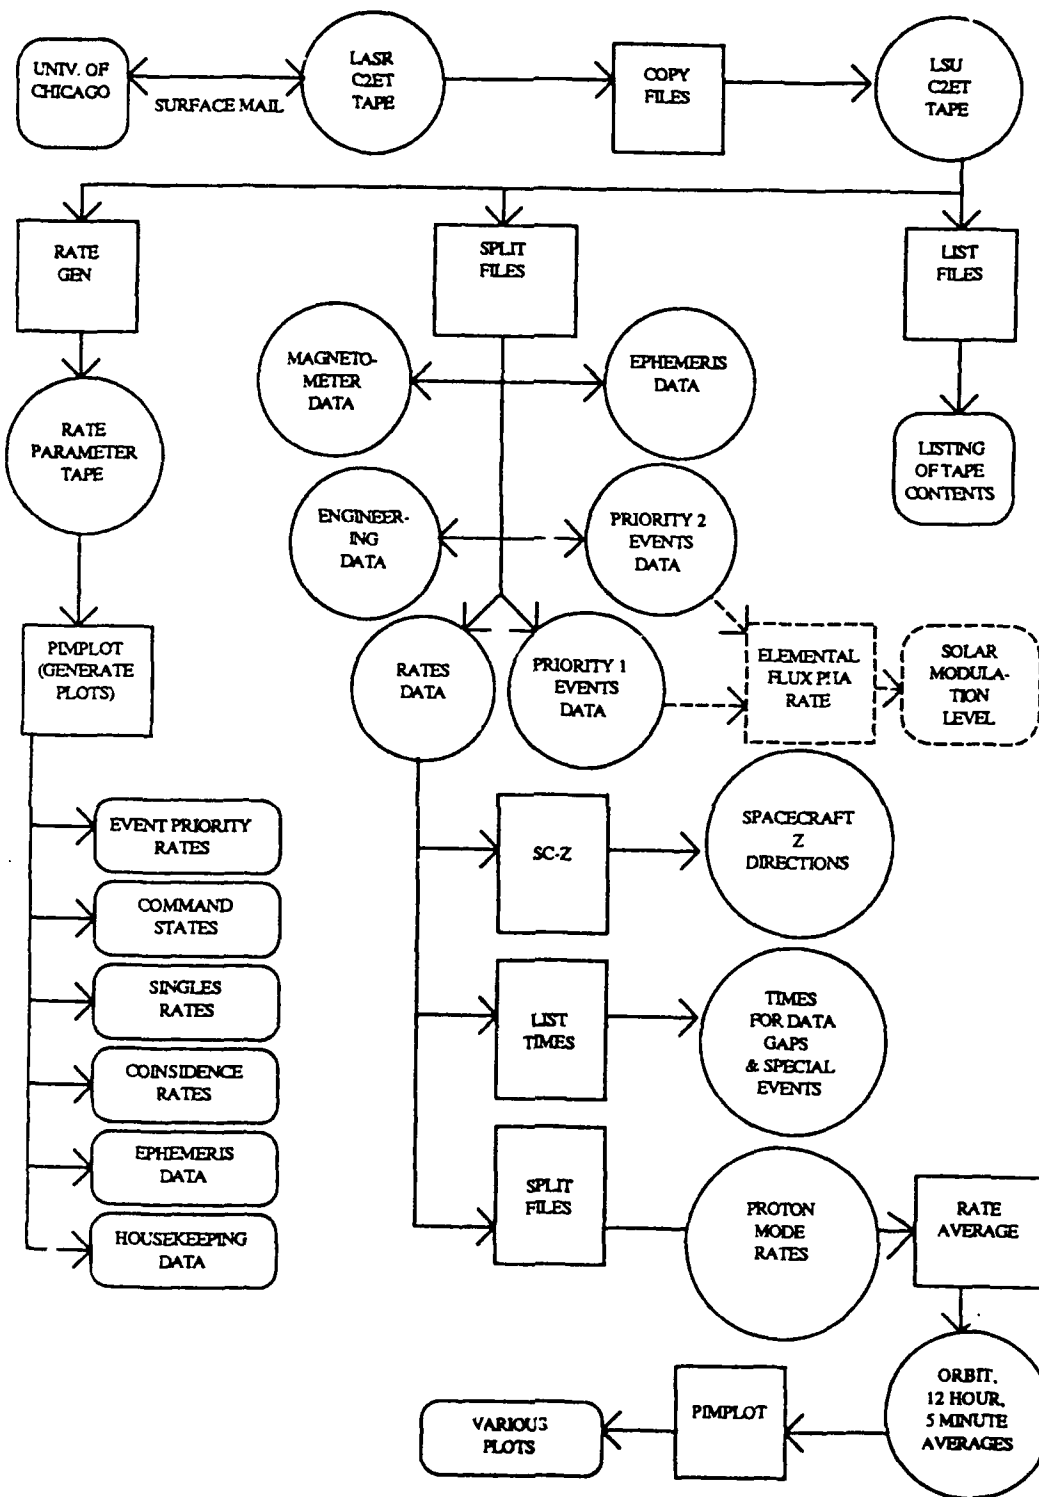 UNIV. OF
CHICAGO
SURFACE MAIL
LASR
C2ET
TAPE
COPY
FILES
LSU
C2ET
TAPE
RATE
GEN
SPLIT
FILES
LIST
FILES
MAGNETO-
METER
DATA
EPHEMERIS
DATA
RATE
PARAMETER
TAPE
LISTING
OF TAPE
CONTENTS
ENGINEER-
ING
DATA
PRIORITY 2
EVENTS
DATA
PIMPLOT
(GENERATE
PLOTS)
RATES
DATA
PRIORITY 1
EVENTS
DATA
ELEMENTAL
FLUX PHA
RATE
SOLAR
MODULA-
TION
LEVEL
EVENT PRIORITY
RATES
COMMAND
STATES
SINGLES
RATES
COINSIDENCE
RATES
EPHEMERIS
DATA
HOUSEKEEPING
DATA
SC-Z
SPACECRAFT
Z
DIRECTIONS
LIST
TIMES
TIMES
FOR DATA
GAPS
& SPECIAL
EVENTS
SPLIT
FILES
PROTON
MODE
RATES
RATE
AVERAGE
ORBIT,
12 HOUR,
5 MINUTE
AVERAGES
PIMPLOT
VARIOUS
PLOTS